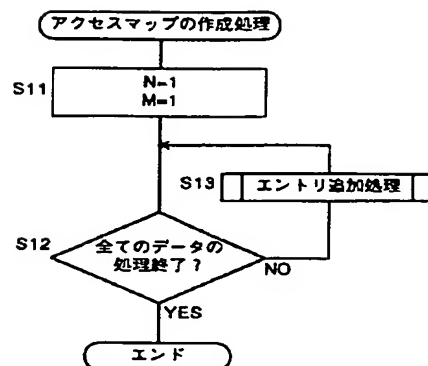 アクセスマップの作成処理
S11
N=1
M=1
S13
エントリ追加処理
S12
全てのデータの
処理終了?
NO
YES
エンド